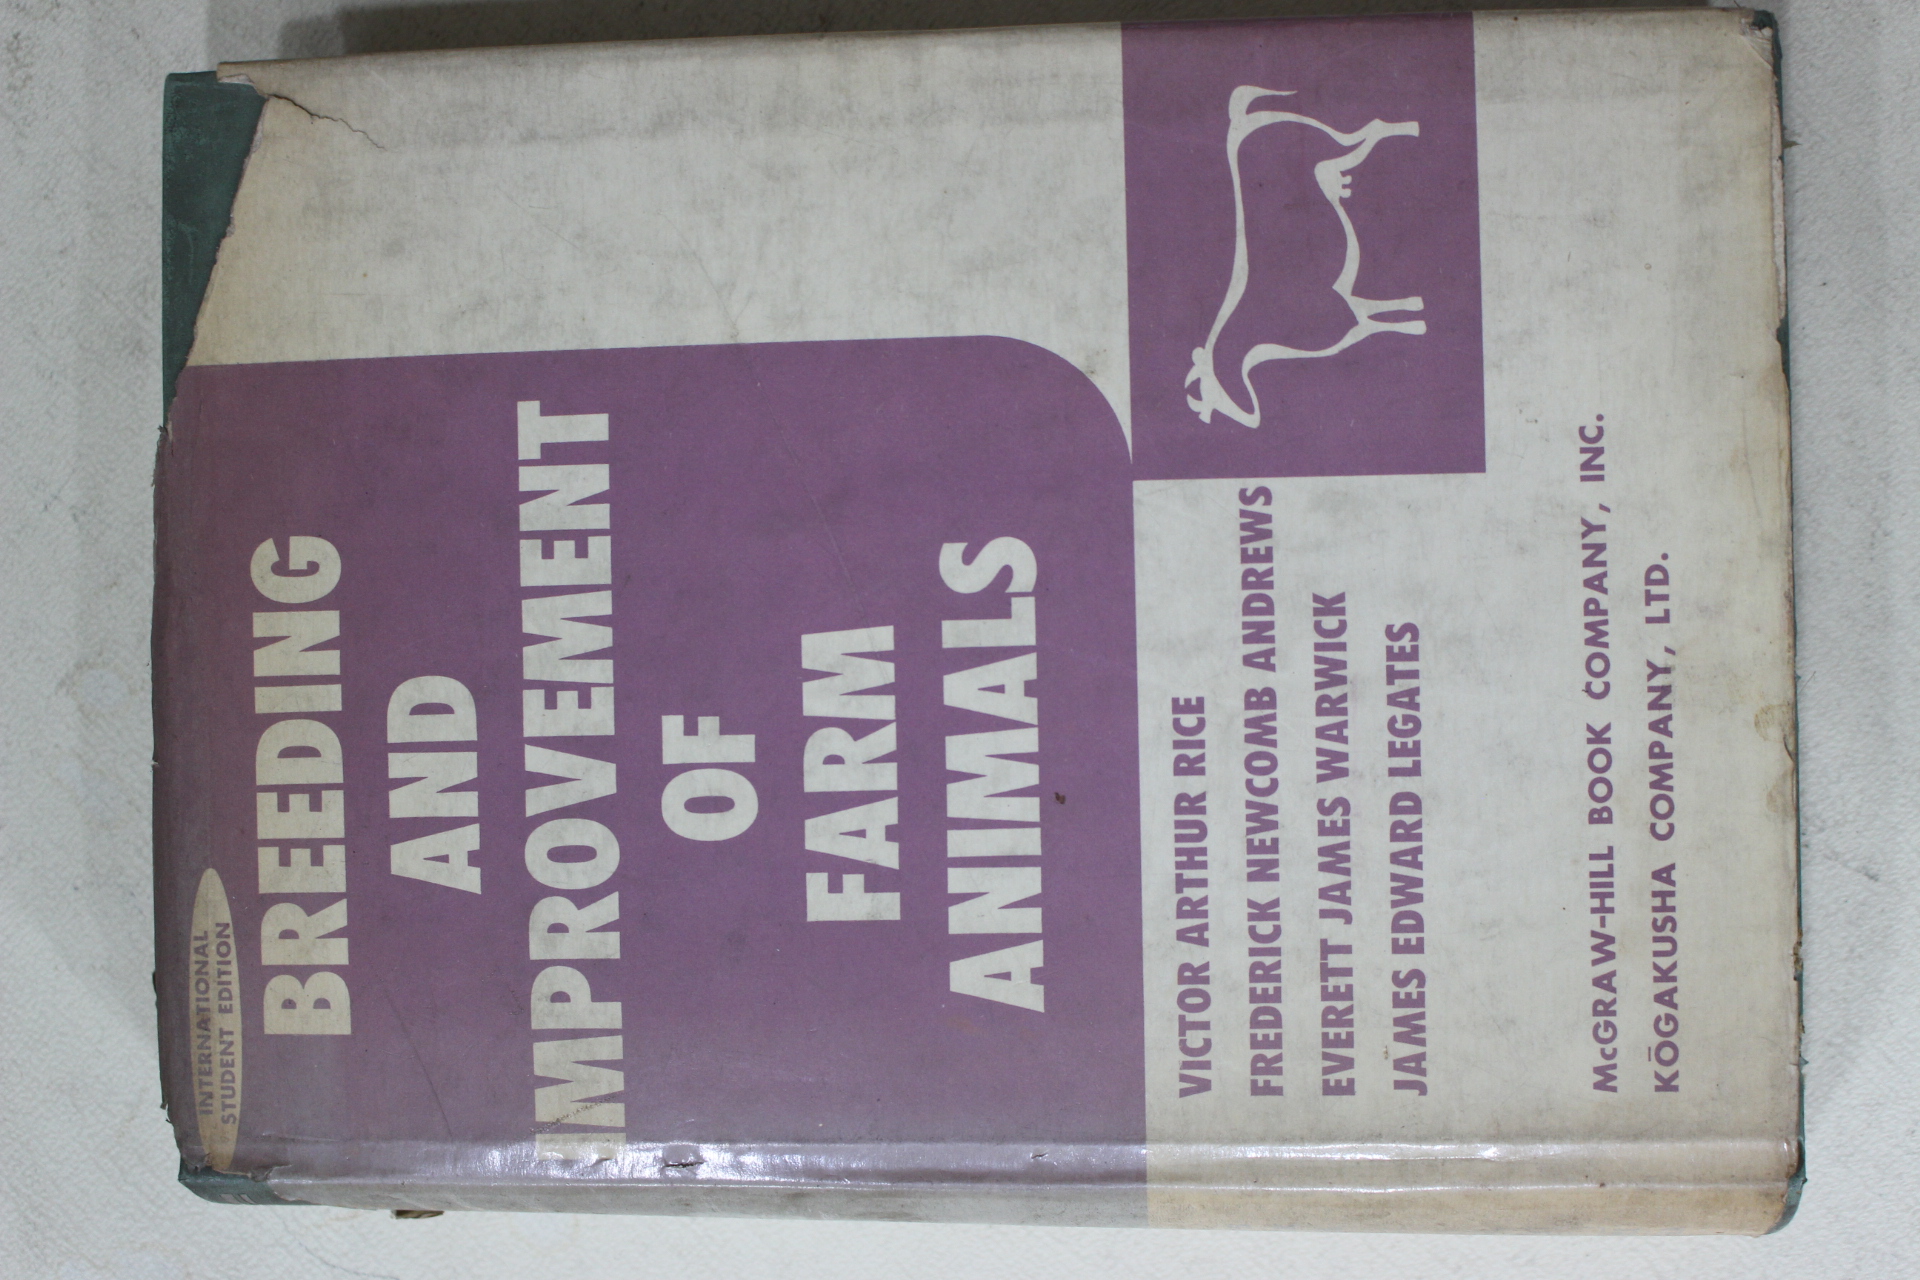 INTERNATIONAL
STUDENT EDITION
BREEDING
AND
IMPROVEMENT
OF
FARM
ANIMALS
VICTOR ARTHUR RICE
FREDERICK NEWCOMB ANDREWS
EVERETT JAMES WARWICK
JAMES EDWARD LEGATES
McGRAW-HILL BOOK COMPANY, INC.
KŌGAKUSHA COMPANY, LTD.